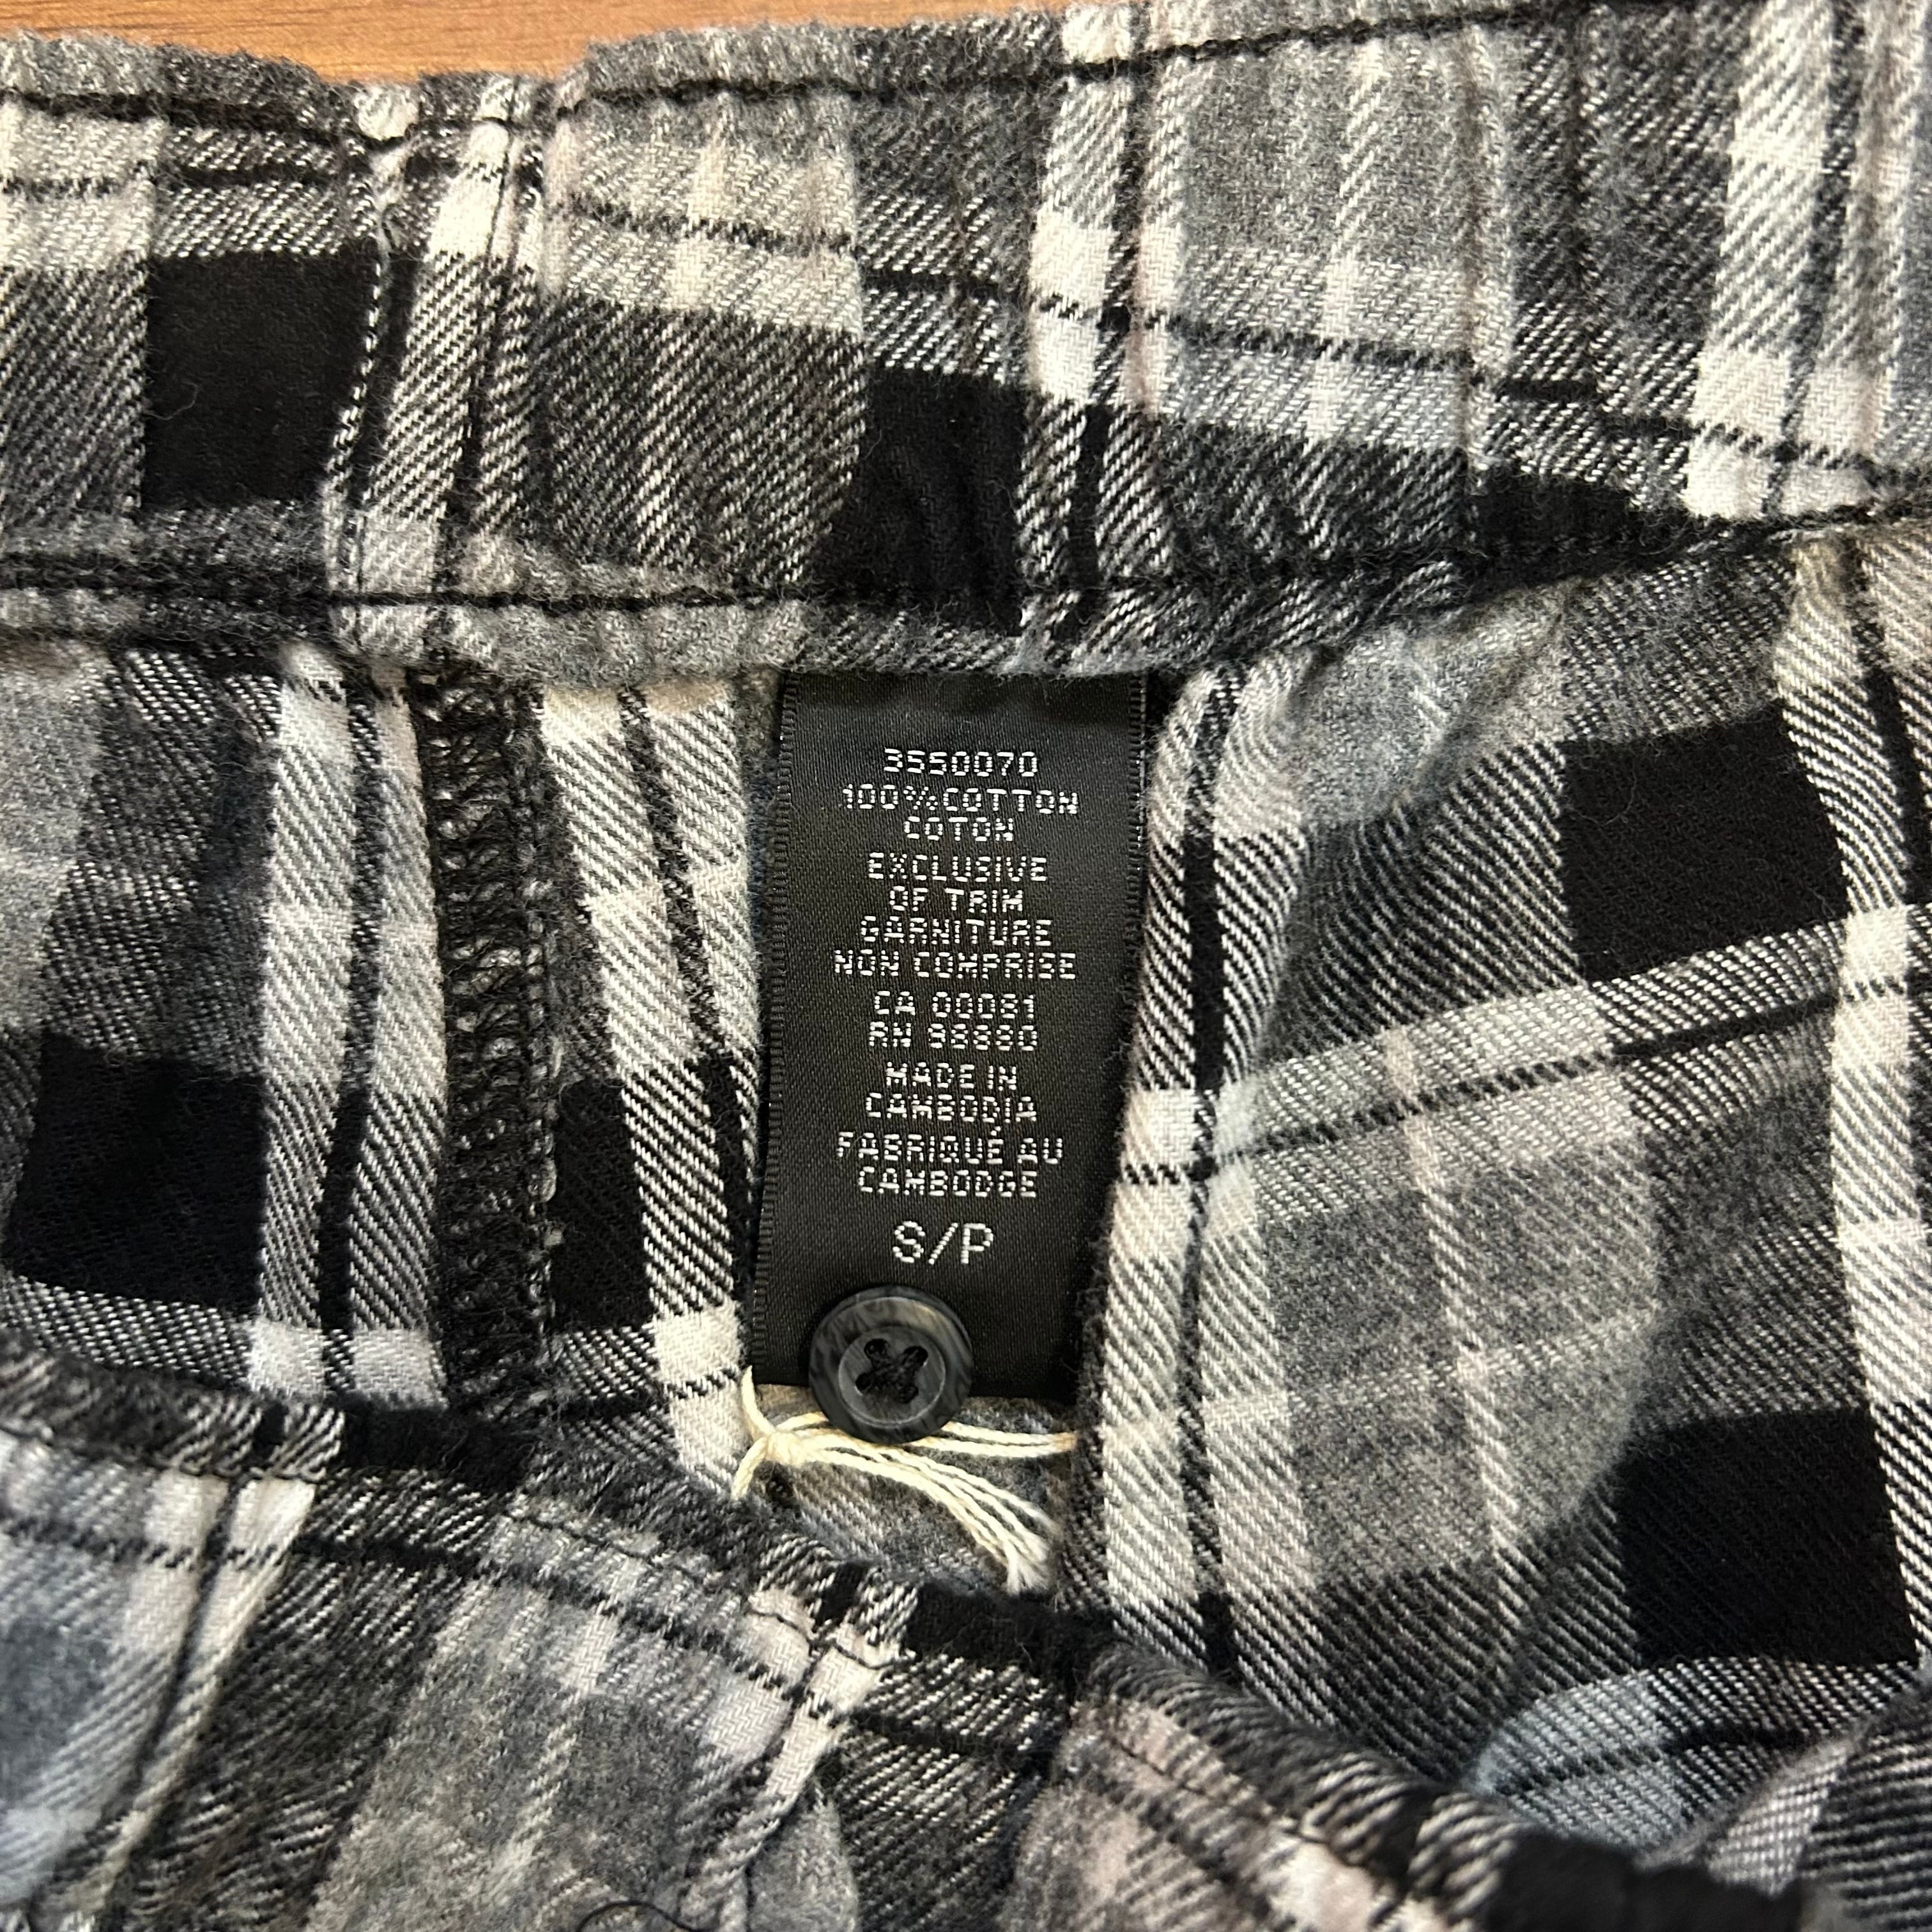 3550070
100%COTTON
COTON
EXCLUSIVE
OF TRIM
GARNITURE
NON COMPRISE
CA 00081
RN 98880
MADE IN
CAMBODIA
FABRIQUÉ AU
CAMBODGE
S/P